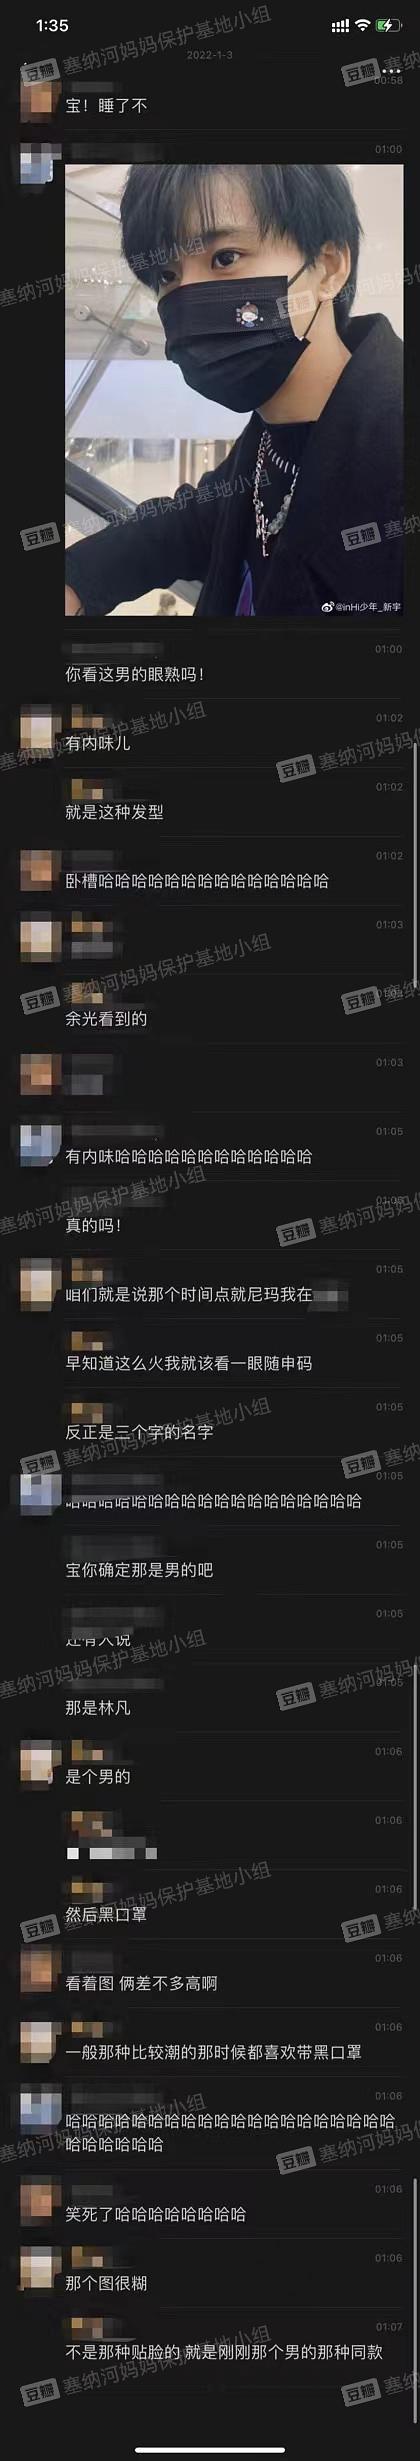 1:35
2022-1-3
00:58
宝！睡了不
01:00
@inHi少年_新宇
01:00
你看这男的眼熟吗！
01:02
有内味儿
01:02
就是这种发型
01:02
卧槽哈哈哈哈哈哈哈哈哈哈哈哈哈哈
01:03
余光看到的
01:03
01:05
有内味哈哈哈哈哈哈哈哈哈哈哈哈
真的吗！
01:05
咱们就是说那个时间点就尼玛我在
01:05
早知道这么火我就该看一眼随申码
01:05
反正是三个字的名字
01:05
哈哈哈哈哈哈哈哈哈哈哈哈哈哈哈哈哈哈
01:05
宝你确定那是男的吧
01:05
还有人说
01:05
那是林凡
01:06
是个男的
01:06
01:06
然后黑口罩
01:06
看着图 俩差不多高啊
01:06
一般那种比较潮的那时候都喜欢带黑口罩
01:06
哈哈哈哈哈哈哈哈哈哈哈哈哈哈哈哈哈哈哈哈
哈哈哈哈哈哈
01:06
笑死了哈哈哈哈哈哈哈哈
01:06
那个图很糊
01:07
不是那种贴脸的 就是刚刚那个男的那种同款
豆瓣 塞纳河妈妈保护基地小组